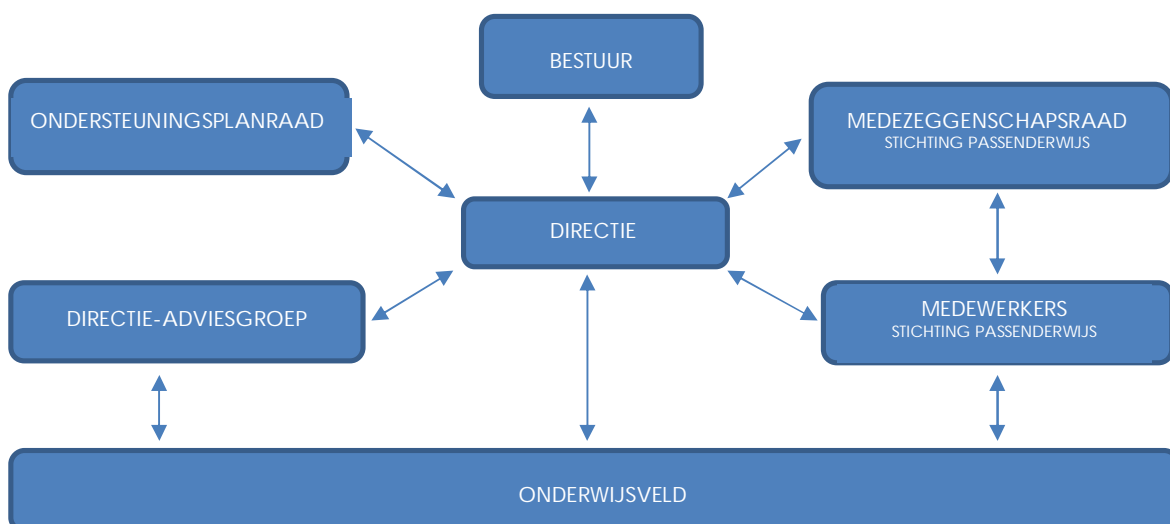 BESTUUR
ONDERSTEUNINGSPLANRAAD
MEDEZEGGENSCHAPSRAAD
STICHTING PASSENDERWIJS
DIRECTIE
DIRECTIE-ADVIESGROEP
MEDEWERKERS
STICHTING PASSENDERWIJS
ONDERWIJSVELD